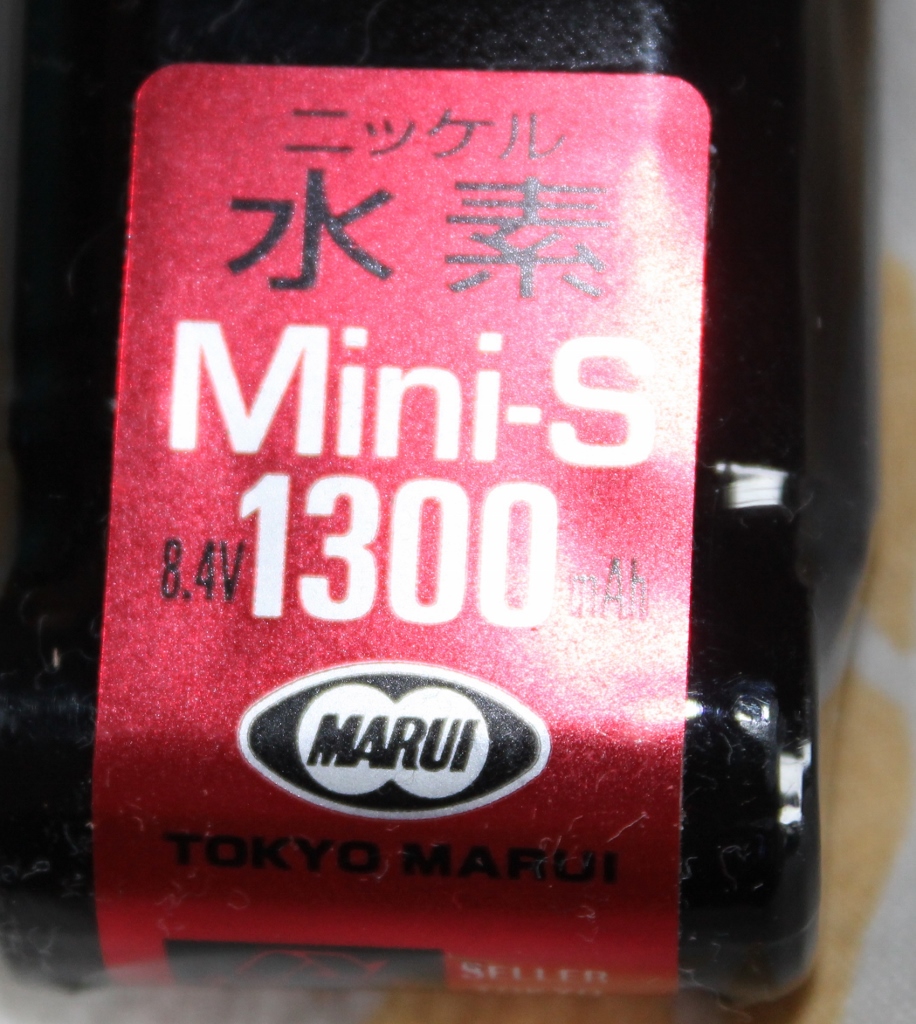 ニッケル
水素
Mini-S
8.4V 1300 mAh
MARUI
TOKYO MARUI
SELLER